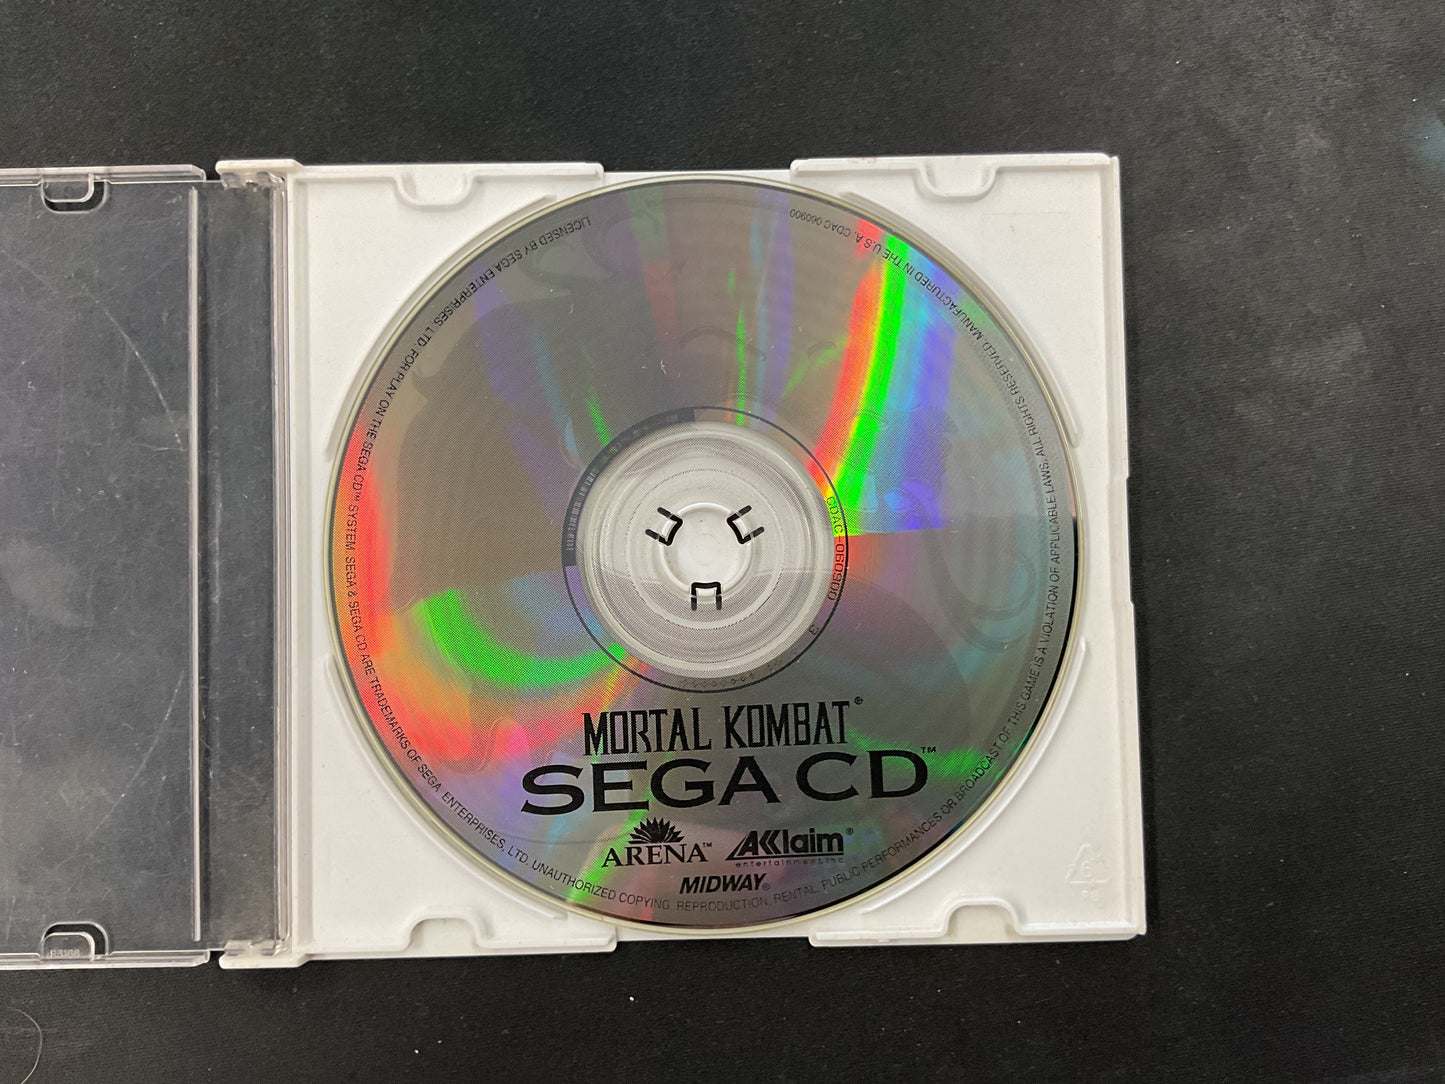 MORTAL KOMBAT®
SEGA CD™
ARENA™
AKklaim®
entertainment inc.
MIDWAY®
LICENSED BY SEGA ENTERPRISES, LTD. FOR PLAY ON THE SEGA CD™ SYSTEM. SEGA & SEGA CD ARE TRADEMARKS OF SEGA ENTERPRISES, LTD. UNAUTHORIZED COPYING, REPRODUCTION, RENTAL, PUBLIC PERFORMANCES OR BROADCAST OF THIS GAME IS A VIOLATION OF APPLICABLE LAWS. ALL RIGHTS RESERVED. MANUFACTURED IN THE U.S.A. CDAC 060900
CDAC-060900
3
R3168